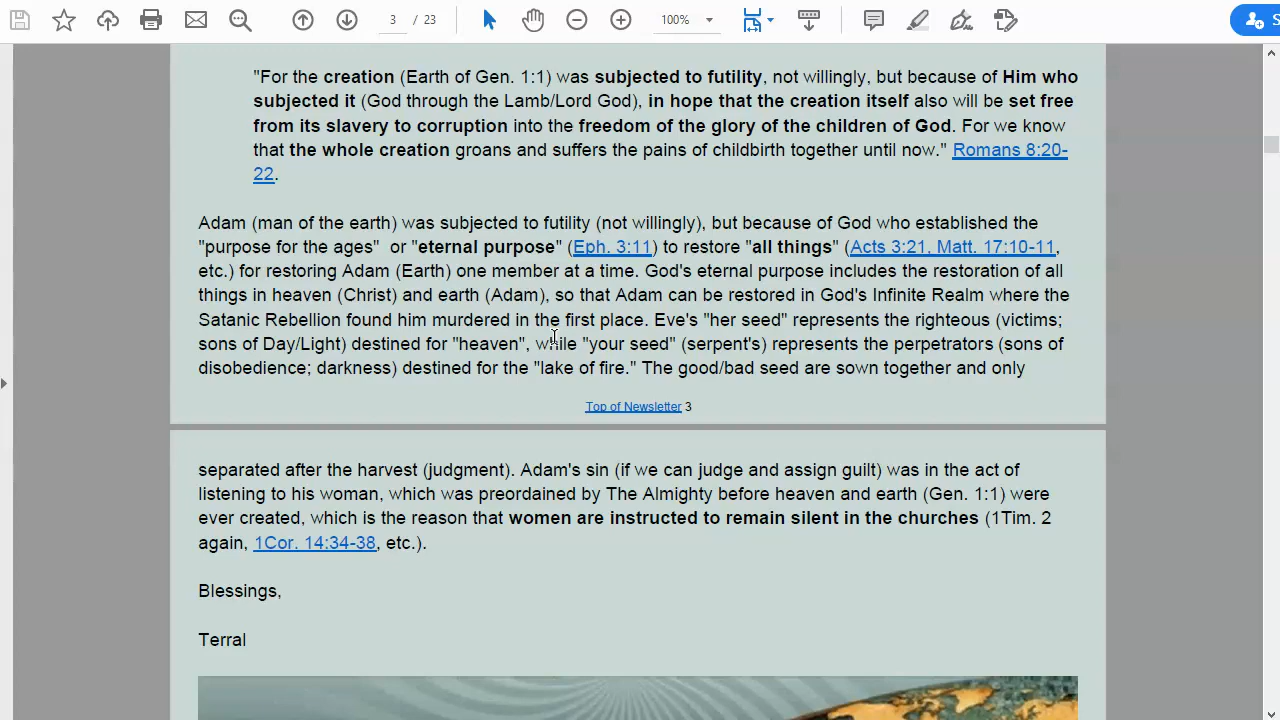 3 / 23
100%
S
"For the creation (Earth of Gen. 1:1) was subjected to futility, not willingly, but because of Him who
subjected it (God through the Lamb/Lord God), in hope that the creation itself also will be set free
from its slavery to corruption into the freedom of the glory of the children of God. For we know
that the whole creation groans and suffers the pains of childbirth together until now." Romans 8:20-
22.
Adam (man of the earth) was subjected to futility (not willingly), but because of God who established the
"purpose for the ages"  or "eternal purpose" (Eph. 3:11) to restore "all things" (Acts 3:21, Matt. 17:10-11,
etc.) for restoring Adam (Earth) one member at a time. God's eternal purpose includes the restoration of all
things in heaven (Christ) and earth (Adam), so that Adam can be restored in God's Infinite Realm where the
Satanic Rebellion found him murdered in the first place. Eve's "her seed" represents the righteous (victims;
sons of Day/Light) destined for "heaven", while "your seed" (serpent's) represents the perpetrators (sons of
disobedience; darkness) destined for the "lake of fire." The good/bad seed are sown together and only
Top of Newsletter 3
separated after the harvest (judgment). Adam's sin (if we can judge and assign guilt) was in the act of
listening to his woman, which was preordained by The Almighty before heaven and earth (Gen. 1:1) were
ever created, which is the reason that women are instructed to remain silent in the churches (1Tim. 2
again, 1Cor. 14:34-38, etc.).
Blessings,
Terral